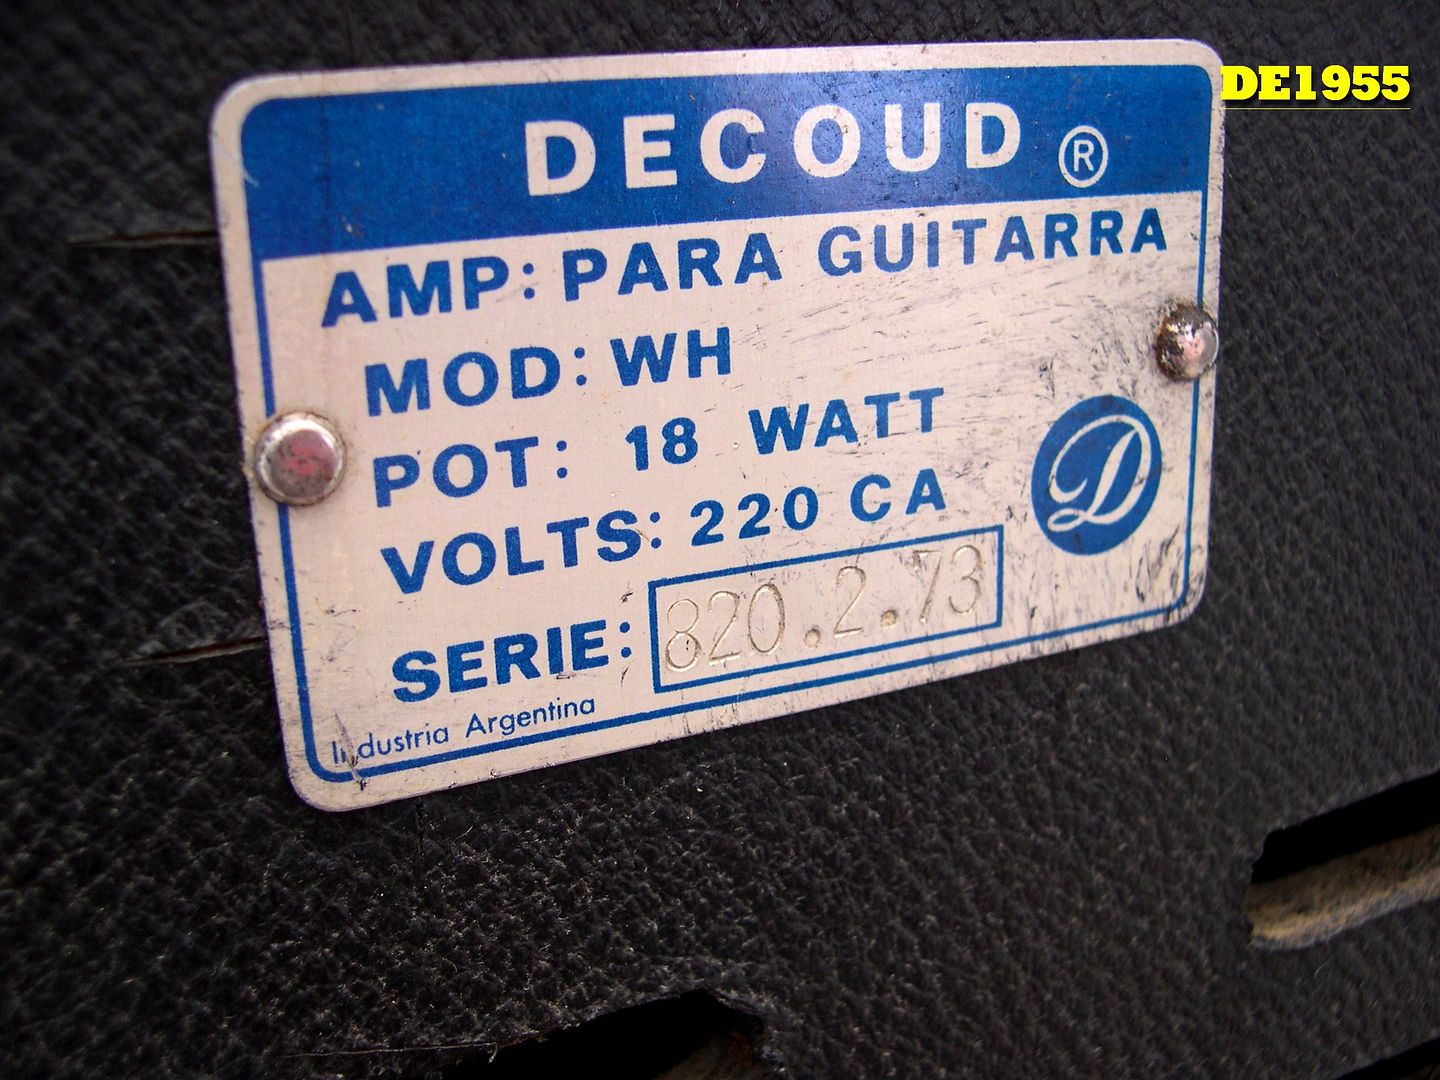 DE1955
DECOUD ®
AMP: PARA GUITARRA
MOD: WH
POT: 18 WATT
VOLTS: 220 CA
D
SERIE: 820.2.73
Industria Argentina